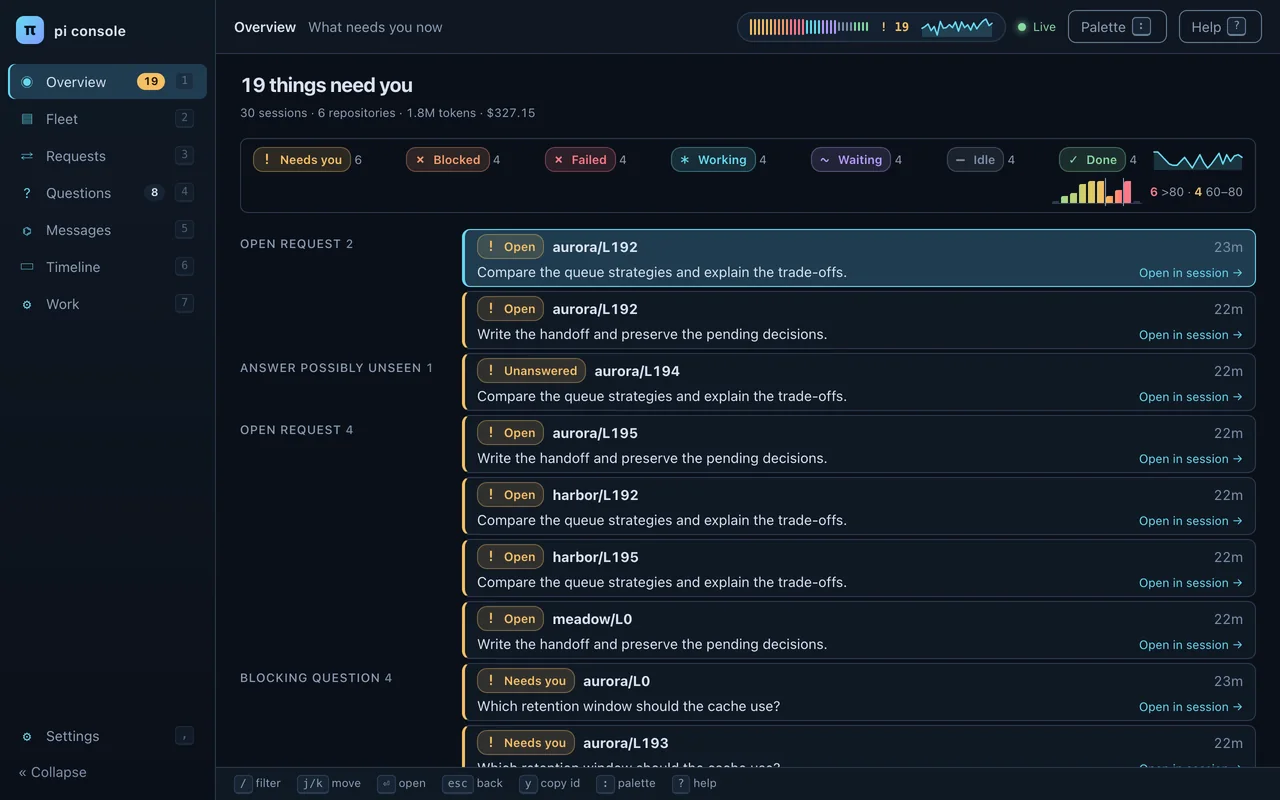 π pi console
Overview 19 1
Fleet 2
Requests 3
? Questions 8 4
Messages 5
Timeline 6
Work 7
Settings ,
« Collapse
Overview What needs you now
! 19
Live
Palette :
Help ?
19 things need you
30 sessions · 6 repositories · 1.8M tokens · $327.15
! Needs you 6
× Blocked 4
× Failed 4
∗ Working 4
~ Waiting 4
— Idle 4
✓ Done 4
6 >80 · 4 60–80
OPEN REQUEST 2
! Open aurora/L192 23m
Compare the queue strategies and explain the trade-offs. Open in session →
! Open aurora/L192 22m
Write the handoff and preserve the pending decisions. Open in session →
ANSWER POSSIBLY UNSEEN 1
! Unanswered aurora/L194 22m
Compare the queue strategies and explain the trade-offs. Open in session →
OPEN REQUEST 4
! Open aurora/L195 22m
Write the handoff and preserve the pending decisions. Open in session →
! Open harbor/L192 22m
Compare the queue strategies and explain the trade-offs. Open in session →
! Open harbor/L195 22m
Compare the queue strategies and explain the trade-offs. Open in session →
! Open meadow/L0 22m
Write the handoff and preserve the pending decisions. Open in session →
BLOCKING QUESTION 4
! Needs you aurora/L0 23m
Which retention window should the cache use? Open in session →
! Needs you aurora/L193 22m
Which retention window should the cache use? Open in session →
/ filter j/k move ⏎ open esc back y copy id : palette ? help